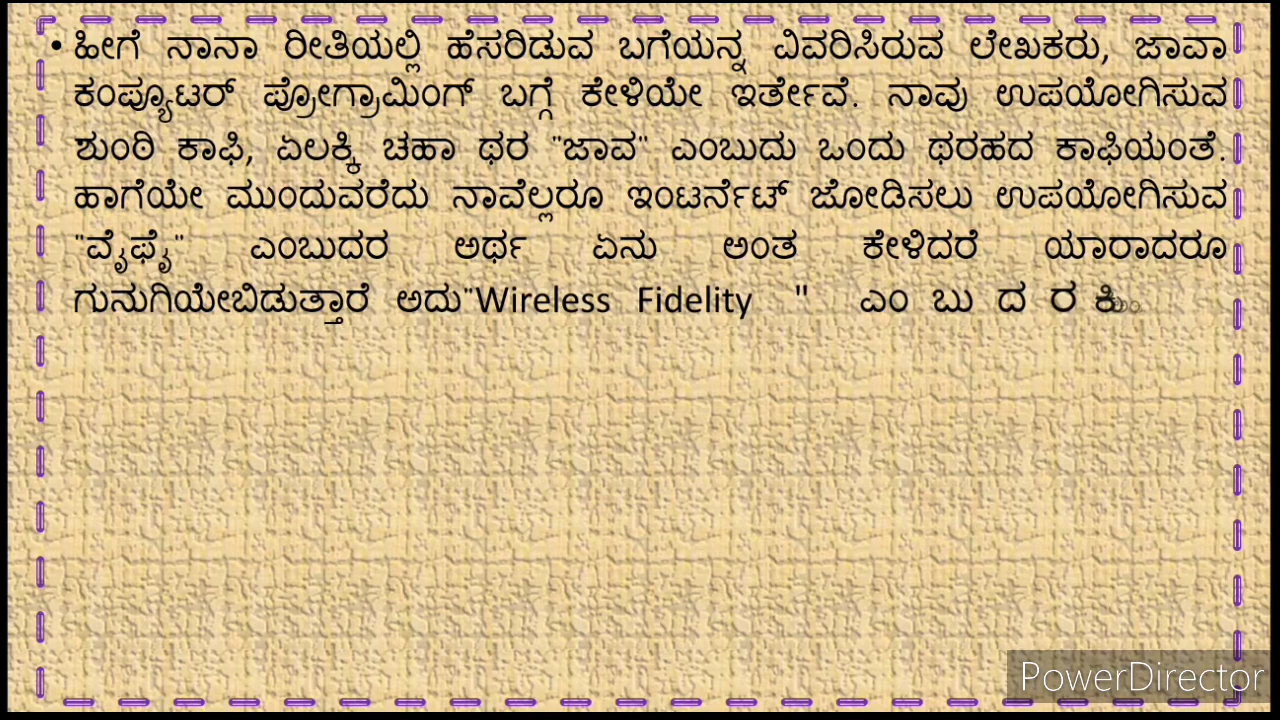 • ಹೀಗೆ ನಾನಾ ರೀತಿಯಲ್ಲಿ ಹೆಸರಿಡುವ ಬಗೆಯನ್ನ ವಿವರಿಸಿರುವ ಲೇಖಕರು, ಜಾವಾ
ಕಂಪ್ಯೂಟರ್ ಪ್ರೋಗ್ರಾಮಿಂಗ್ ಬಗ್ಗೆ ಕೇಳಿಯೇ ಇರ್ತೇವೆ. ನಾವು ಉಪಯೋಗಿಸುವ
ಶುಂಠಿ ಕಾಫಿ, ಏಲಕ್ಕಿ ಚಹಾ ಥರ "ಜಾವ" ಎಂಬುದು ಒಂದು ಥರಹದ ಕಾಫಿಯಂತೆ.
ಹಾಗೆಯೇ ಮುಂದುವರೆದು ನಾವೆಲ್ಲರೂ ಇಂಟರ್ನೆಟ್ ಜೋಡಿಸಲು ಉಪಯೋಗಿಸುವ
"ವೈಫೈ" ಎಂಬುದರ ಅರ್ಥ ಏನು ಅಂತ ಕೇಳಿದರೆ ಯಾರಾದರೂ
ಗುನುಗಿಯೇಬಿಡುತ್ತಾರೆ ಅದು"Wireless Fidelity " ಎಂ ಬು ದ ರ
PowerDirector